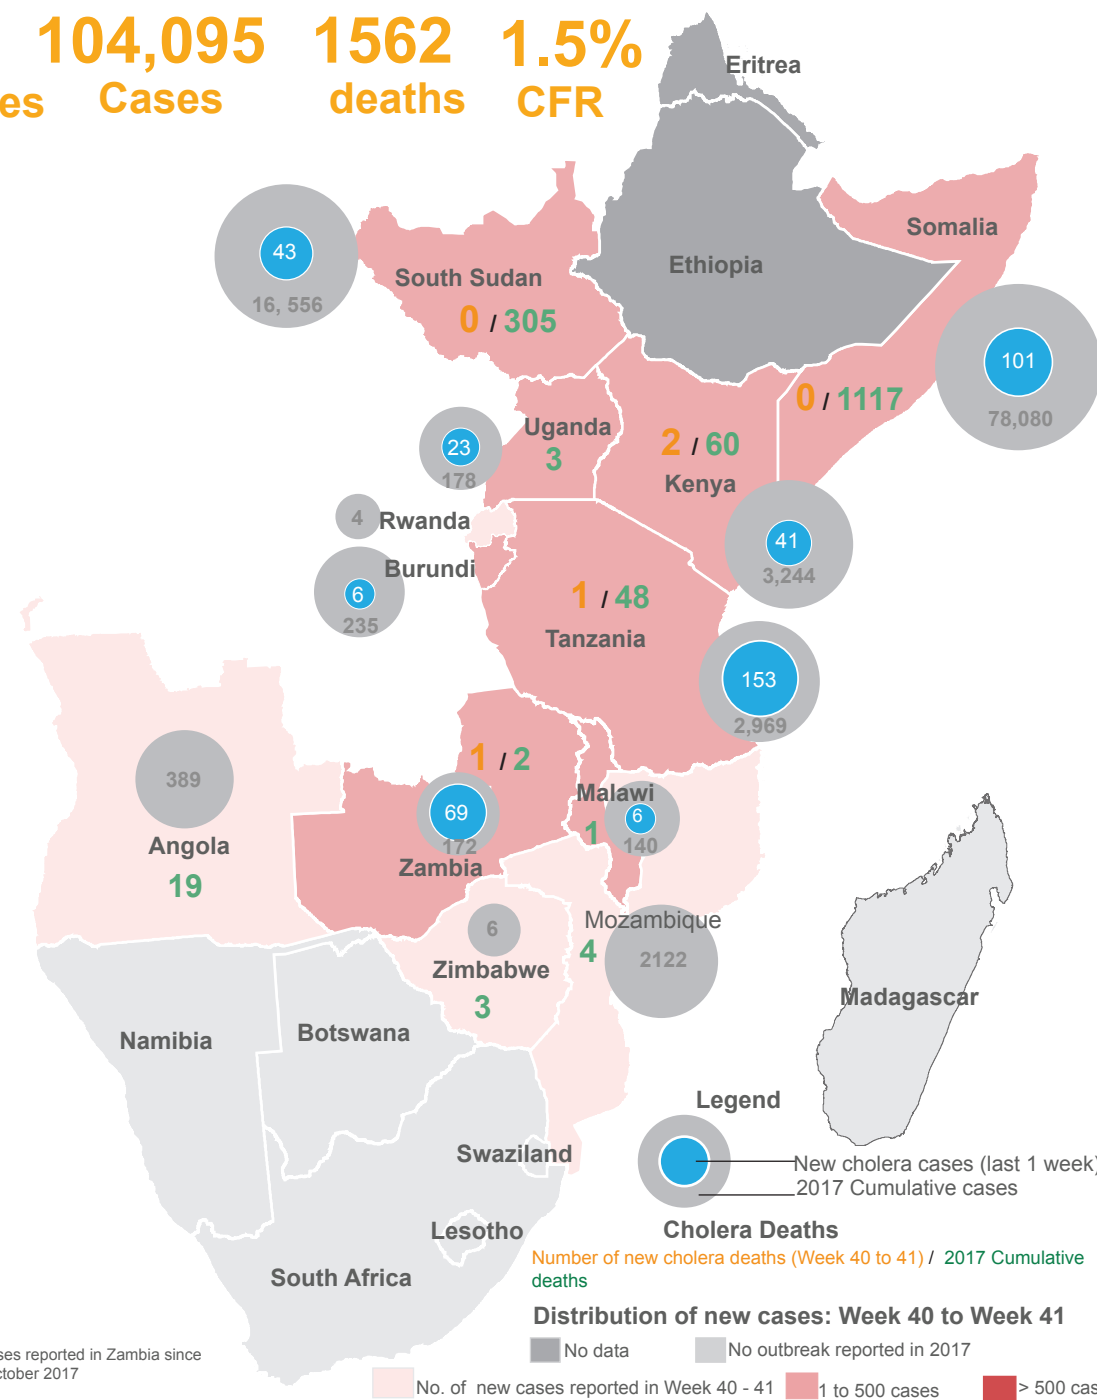 104,095 1562 1.5%
es Cases deaths CFR
Eritrea
Somalia
Ethiopia
43
16, 556
South Sudan
0 / 305
101
78,080
0 / 1117
Uganda
3
23
178
2 / 60
Kenya
4
Rwanda
41
3,244
Burundi
6
235
1 / 48
Tanzania
153
2,969
1 / 2
389
Angola
19
69
172
Zambia
Malawi
1
6
140
Mozambique
4
2122
6
Zimbabwe
3
Madagascar
Namibia
Botswana
Swaziland
Lesotho
South Africa
Legend
New cholera cases (last 1 week)
2017 Cumulative cases
Cholera Deaths
Number of new cholera deaths (Week 40 to 41) / 2017 Cumulative
deaths
Distribution of new cases: Week 40 to Week 41
No data No outbreak reported in 2017
ses reported in Zambia since
ctober 2017
No. of new cases reported in Week 40 - 41 1 to 500 cases > 500 cas